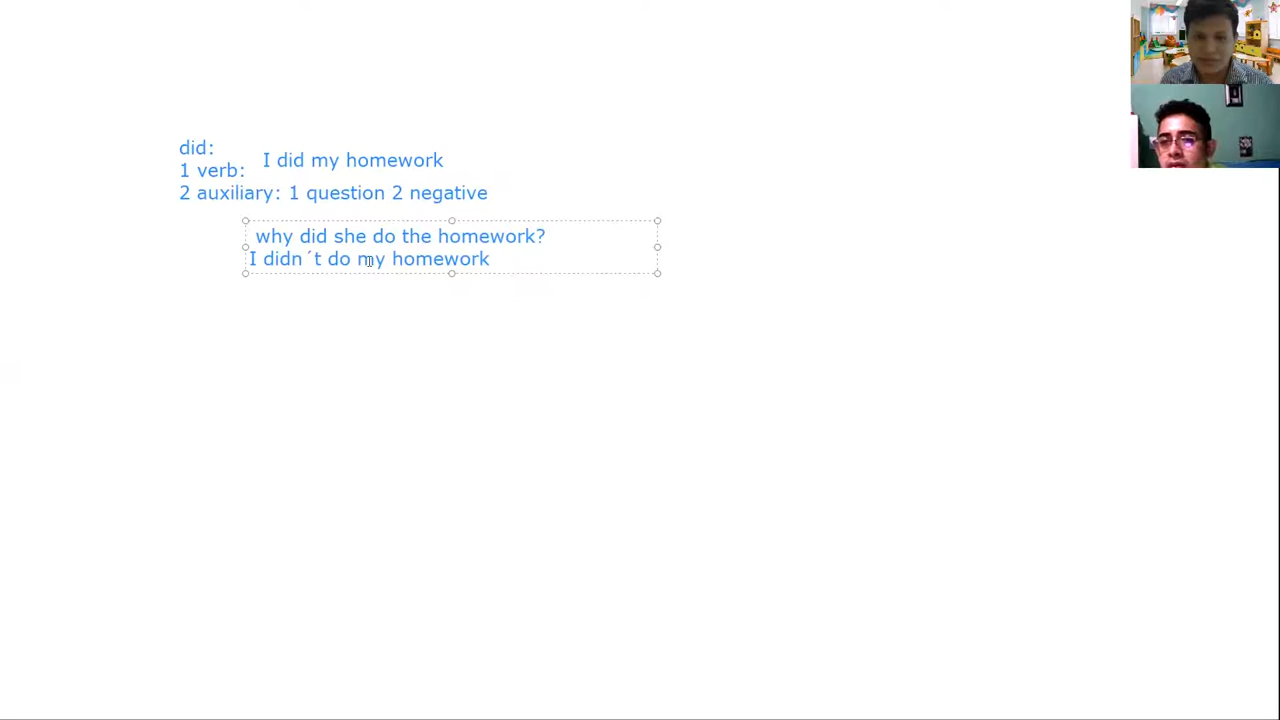 did:
I did my homework
1 verb:
2 auxiliary: 1 question 2 negative
why did she do the homework?
I didn´t do my homework